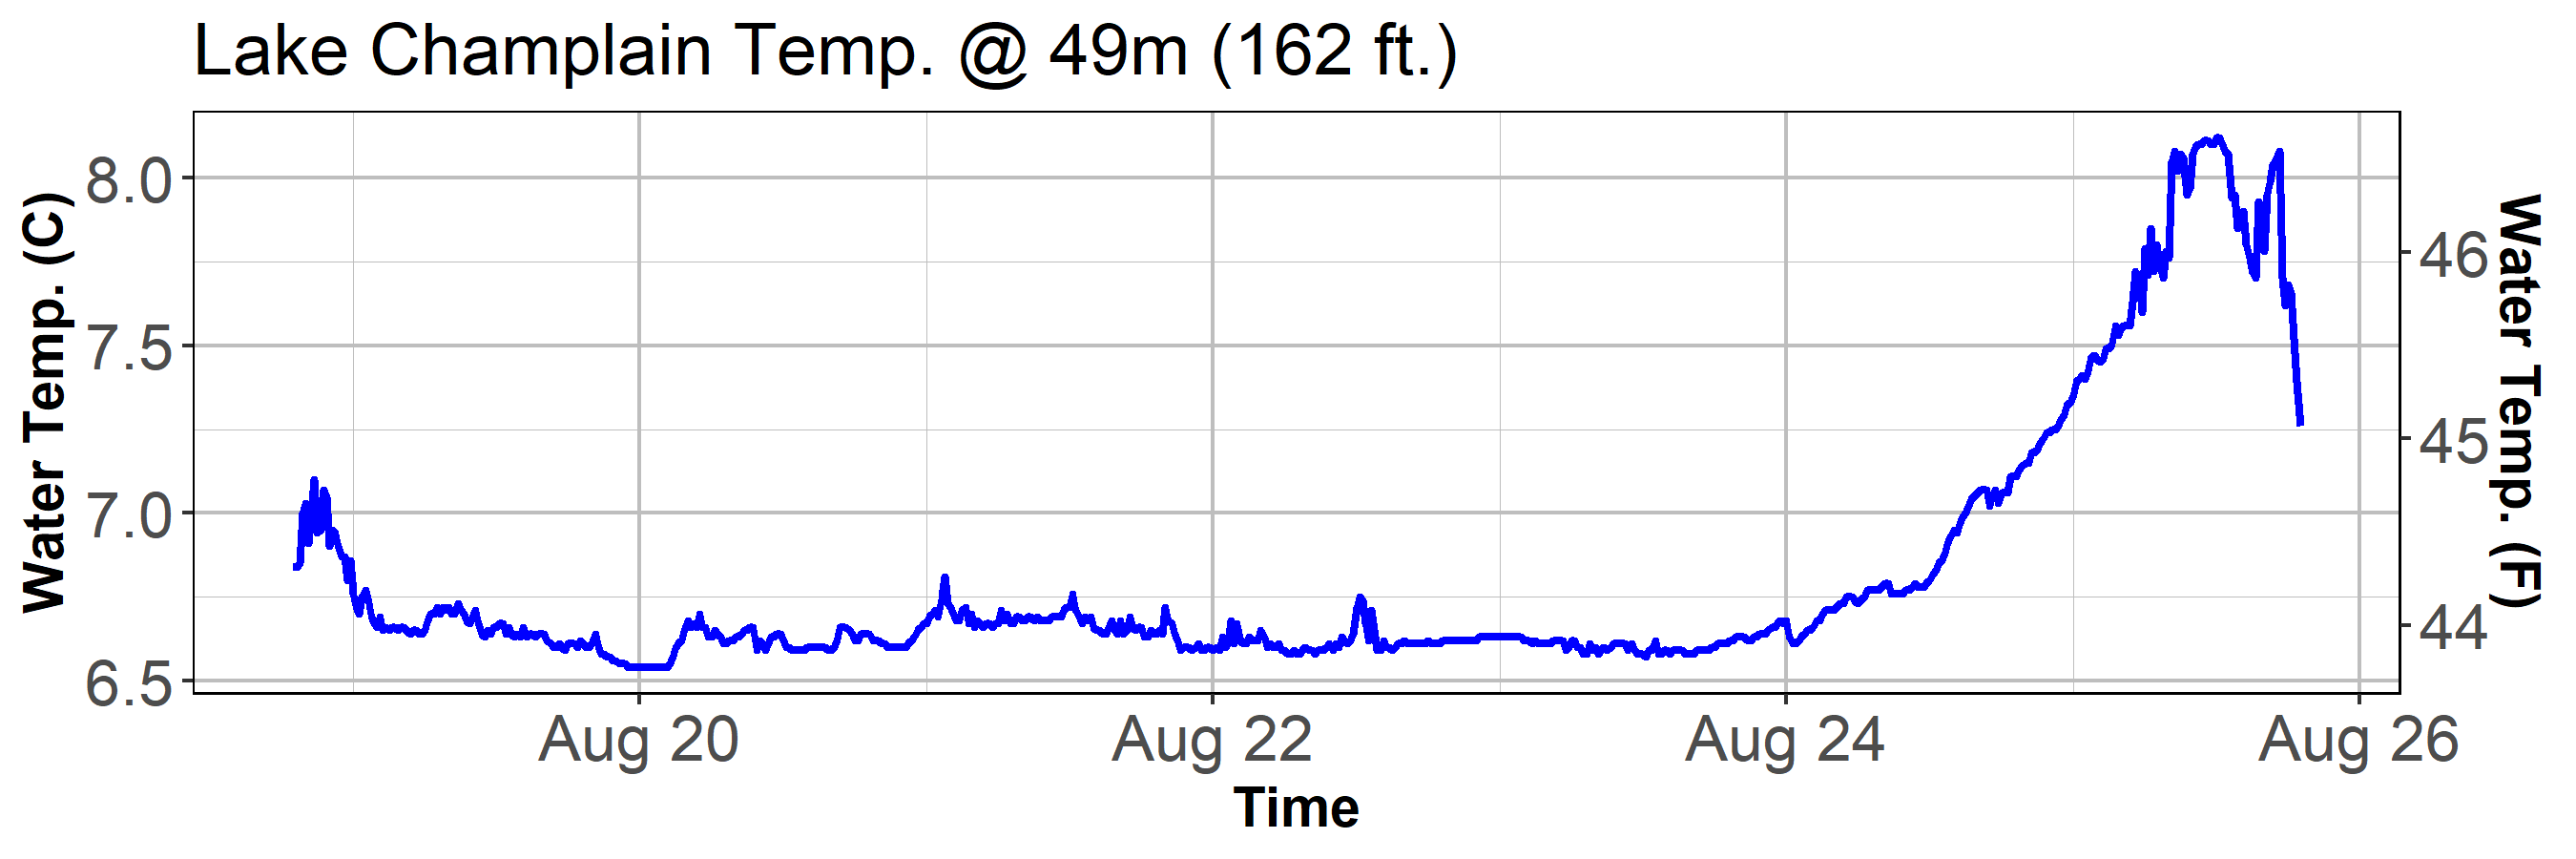 Lake Champlain Temp. @ 49m (162 ft.)
Water Temp. (C)
8.0
7.5
7.0
6.5
46
45
44
Water Temp. (F)
Aug 20 Aug 22 Aug 24 Aug 26
Time